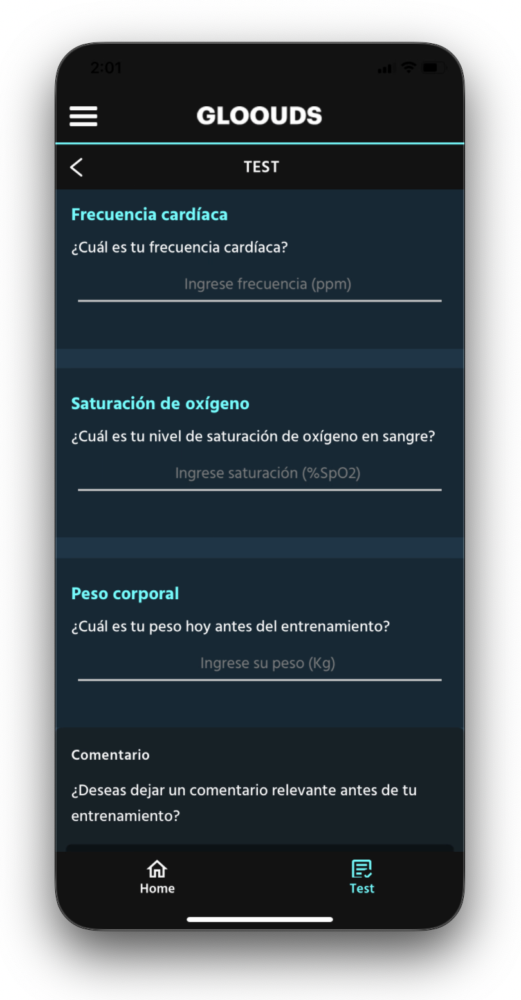 2:01
GLOOUDS
TEST
Frecuencia cardíaca
¿Cuál es tu frecuencia cardíaca?
Ingrese frecuencia (ppm)
Saturación de oxígeno
¿Cuál es tu nivel de saturación de oxígeno en sangre?
Ingrese saturación (%SpO2)
Peso corporal
¿Cuál es tu peso hoy antes del entrenamiento?
Ingrese su peso (Kg)
Comentario
¿Deseas dejar un comentario relevante antes de tu
entrenamiento?
Home
Test